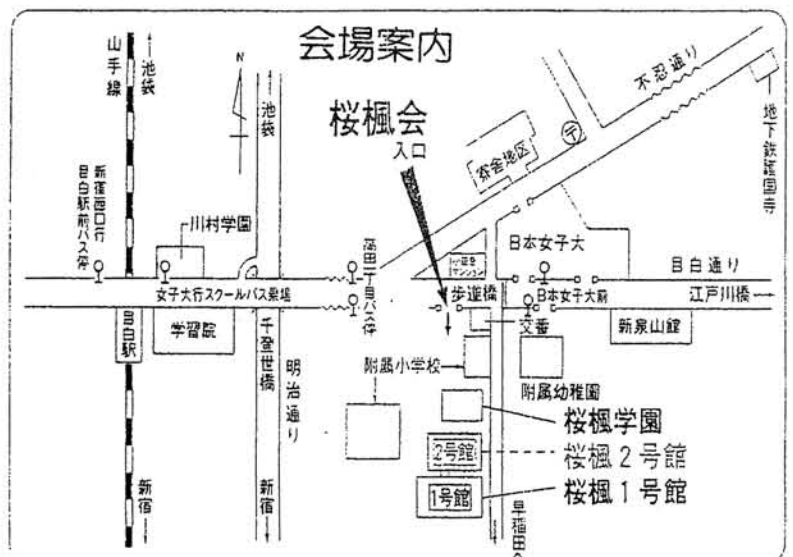 会場案内
山手線
池袋
N
池袋
桜楓会
入口
寮舎地区
〒
不忍通り
地下鉄護国寺
新宿西口行
目白駅前バス停
川村学園
高田一丁目バス停
日本女子大
目白通り
女子大行スクールバス乗場
歩道橋
日本女子大前
江戸川橋
目白駅
学習院
千登世橋
明治通り
交番
新泉山館
附属小学校
附属幼稚園
桜楓学園
2号館
桜楓2号館
1号館
桜楓1号館
新宿
新宿
早稲田